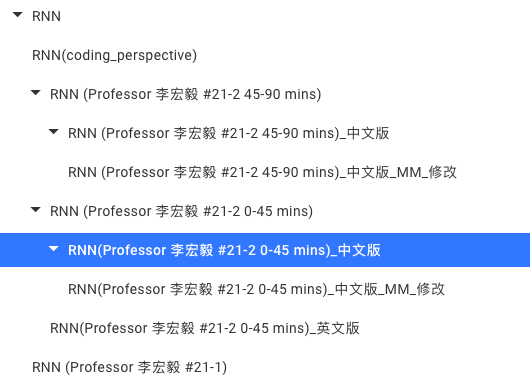 RNN
RNN(coding_perspective)
RNN (Professor 李宏毅 #21-2 45-90 mins)
RNN (Professor 李宏毅 #21-2 45-90 mins)_中文版
RNN (Professor 李宏毅 #21-2 45-90 mins)_中文版_MM_修改
RNN (Professor 李宏毅 #21-2 0-45 mins)
RNN(Professor 李宏毅 #21-2 0-45 mins)_中文版
RNN(Professor 李宏毅 #21-2 0-45 mins)_中文版_MM_修改
RNN(Professor 李宏毅 #21-2 0-45 mins)_英文版
RNN (Professor 李宏毅 #21-1)